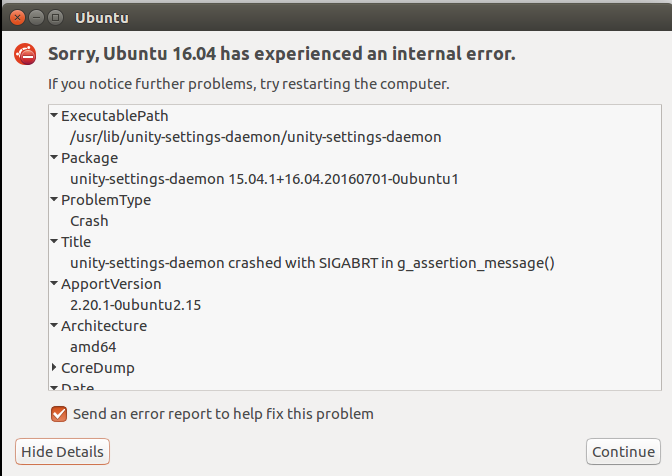 Ubuntu
Sorry, Ubuntu 16.04 has experienced an internal error.
If you notice further problems, try restarting the computer.
ExecutablePath
/usr/lib/unity-settings-daemon/unity-settings-daemon
Package
unity-settings-daemon 15.04.1+16.04.20160701-0ubuntu1
ProblemType
Crash
Title
unity-settings-daemon crashed with SIGABRT in g_assertion_message()
ApportVersion
2.20.1-0ubuntu2.15
Architecture
amd64
CoreDump
Date
Send an error report to help fix this problem
Hide Details
Continue